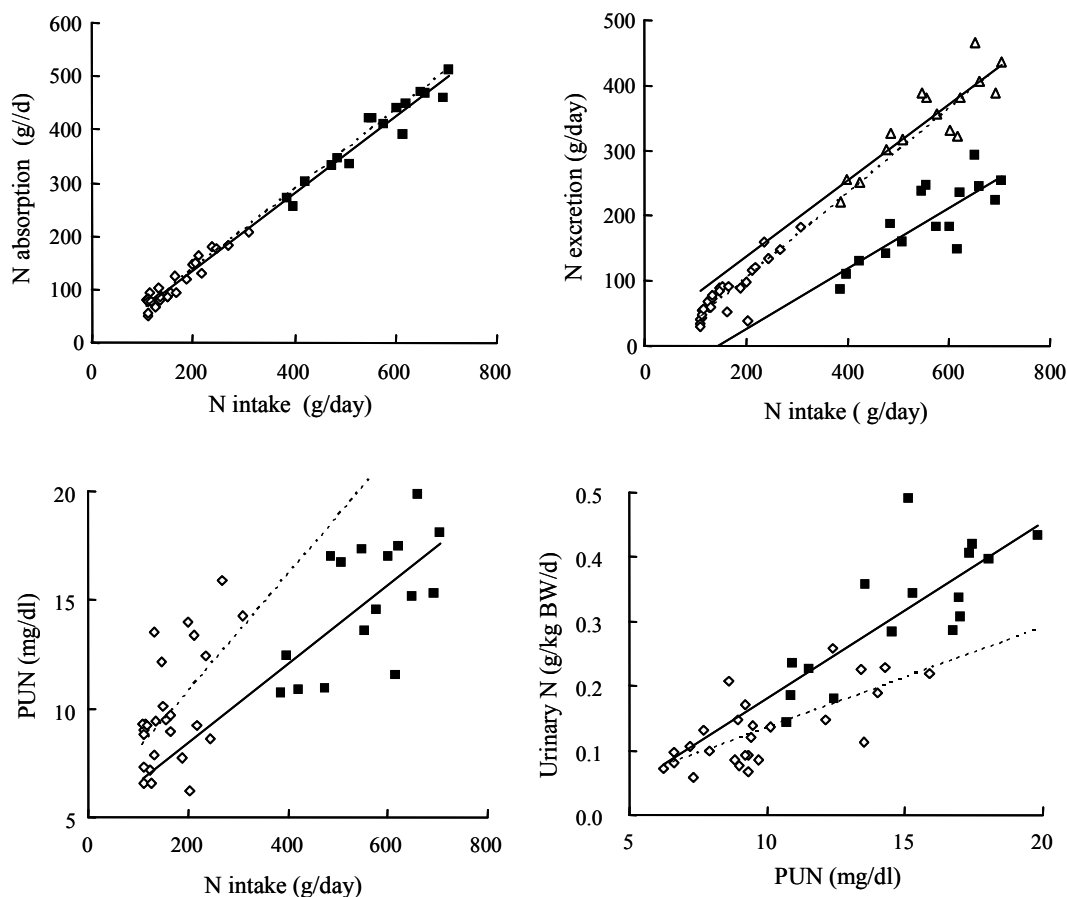 600
500
400
300
200
100
0
0 200 400 600 800
N absorption (g//d)
N intake (g/day)
500
400
300
200
100
0
0 200 400 600 800
N excretion (g/day)
N intake ( g/day)
20
15
10
5
0 200 400 600 800
PUN (mg/dl)
N intake (g/day)
0.5
0.4
0.3
0.2
0.1
0.0
5 10 15 20
Urinary N (g/kg BW/d)
PUN (mg/dl)